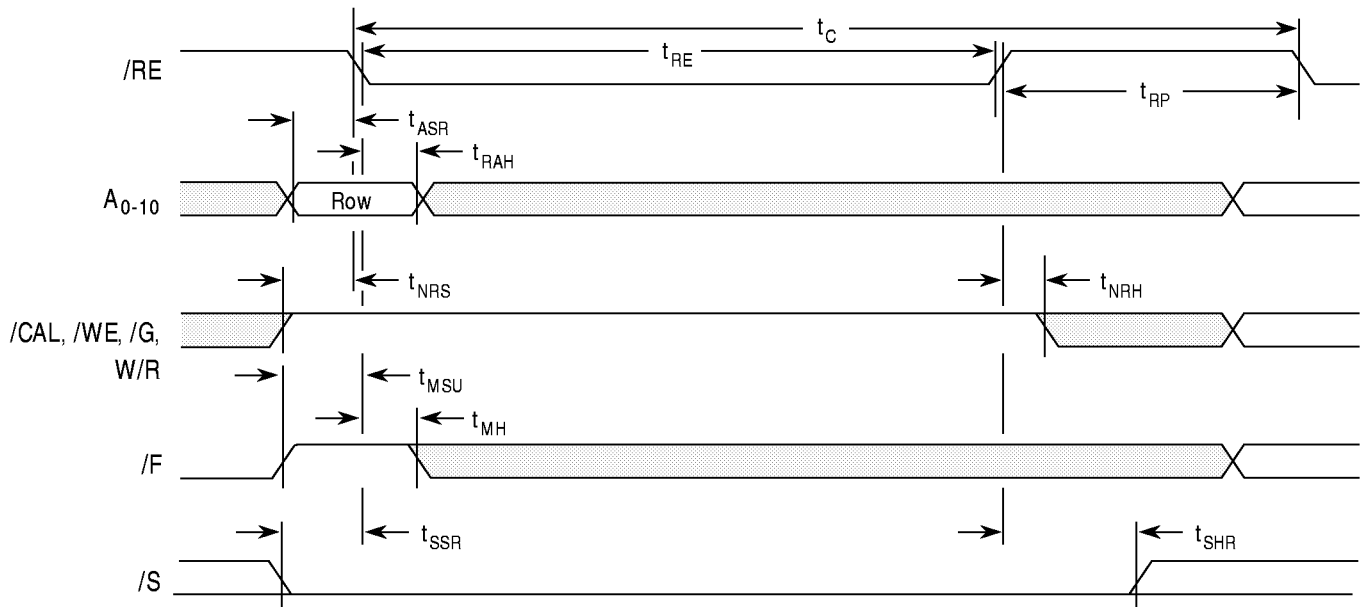 t_C
/RE
t_RE
t_RP
t_ASR
t_RAH
A_0-10
Row
t_NRS
t_NRH
/CAL, /WE, /G,
W/R
t_MSU
t_MH
/F
t_SSR
t_SHR
/S